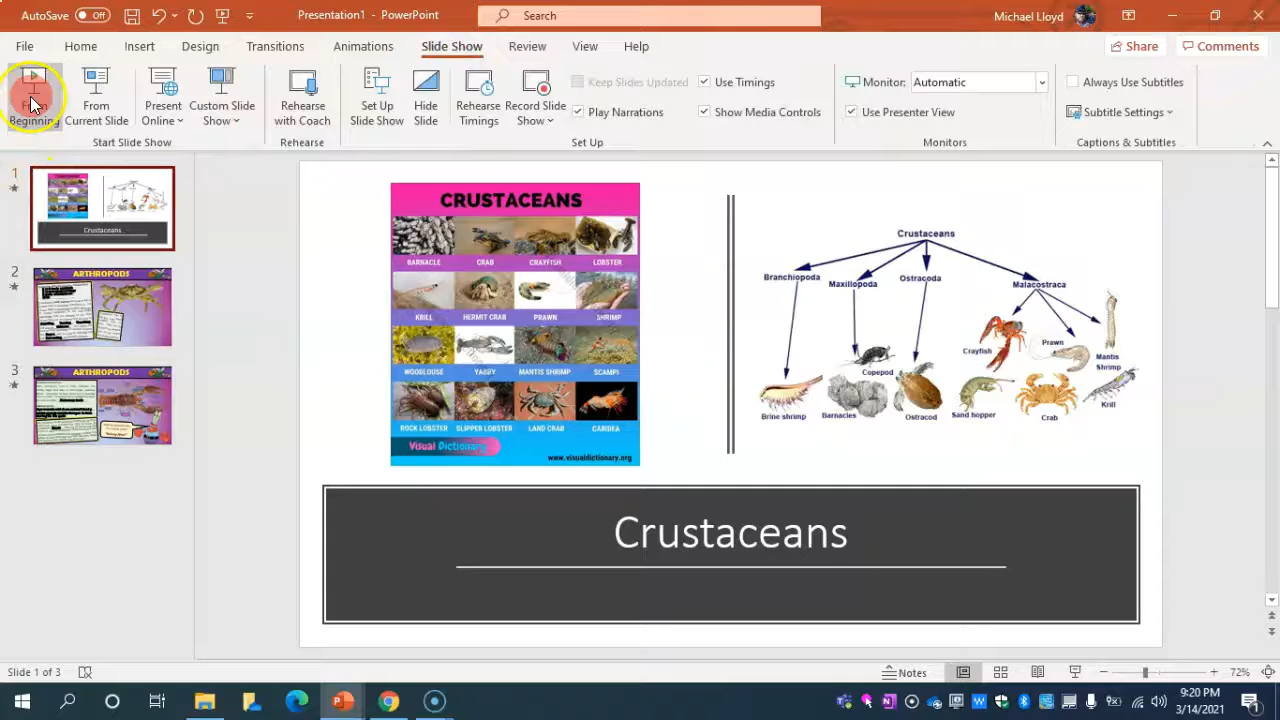 AutoSave Off Search Michael Lloyd
File Home Insert Design Transitions Animations Slide Show Review View Help Share Comments
From Beginning
From Current Slide
Present Online
Custom Slide Show
Start Slide Show
Rehearse with Coach
Rehearse
Set Up Slide Show
Hide Slide
Rehearse Timings
Record Slide Show
Keep Slides Updated
Use Timings
Play Narrations
Show Media Controls
Set Up
Monitor: Automatic
Use Presenter View
Monitors
Always Use Subtitles
Subtitle Settings
Captions & Subtitles
1
Crustaceans
2
ARTHROPODS
3
ARTHROPODS
CRUSTACEANS
BARNACLE CRAB CRAYFISH LOBSTER
KRILL HERMIT CRAB PRAWN SHRIMP
WOODLOUSE YABBY MANTIS SHRIMP SCAMPI
ROCK LOBSTER SLIPPER LOBSTER LAND CRAB CARIDEA
Visual Dictionary
www.visualdictionary.org
Crustaceans
Branchiopoda
Maxillopoda
Ostracoda
Malacostraca
Crayfish
Prawn
Mantis
Shrimp
Copepod
Brine shrimp
Barnacles
Ostracod
Sand hopper
Crab
Krill
Crustaceans
Slide 1 of 3 Notes 72%
9:20 PM
3/14/2021